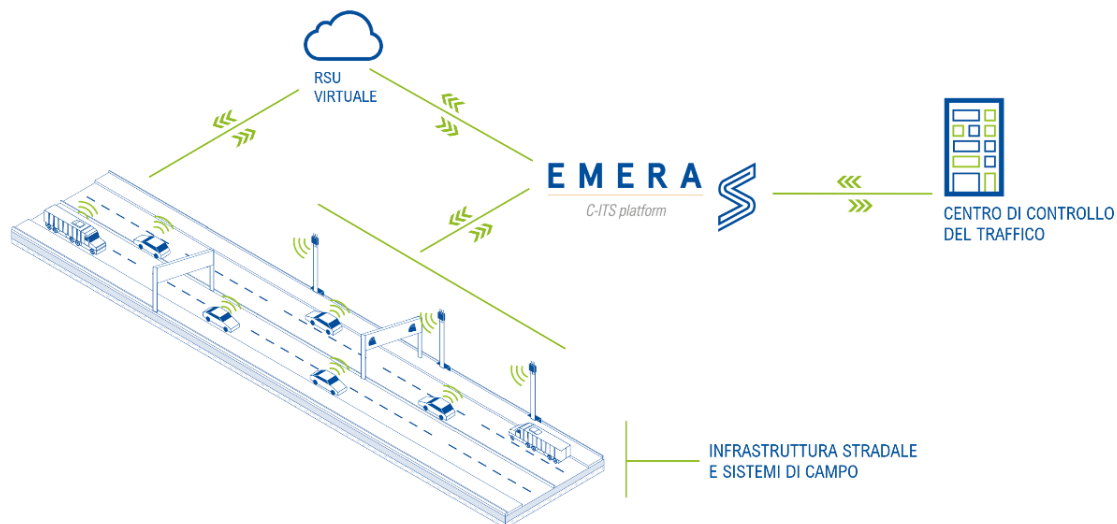 RSU
VIRTUALE
EMERA
C-ITS platform
CENTRO DI CONTROLLO
DEL TRAFFICO
INFRASTRUTTURA STRADALE
E SISTEMI DI CAMPO